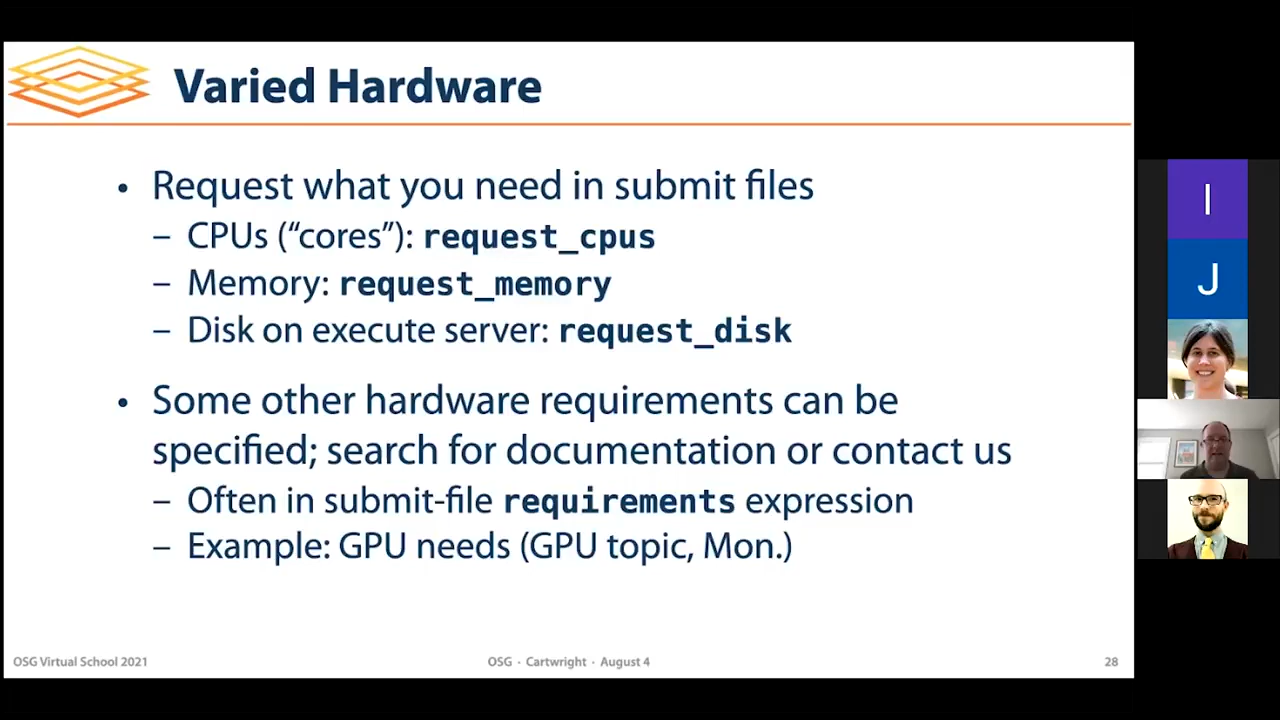 Varied Hardware
• Request what you need in submit files
– CPUs (“cores”): request_cpus
– Memory: request_memory
– Disk on execute server: request_disk
• Some other hardware requirements can be
specified; search for documentation or contact us
– Often in submit-file requirements expression
– Example: GPU needs (GPU topic, Mon.)
OSG Virtual School 2021
OSG · Cartwright · August 4
28
I
J